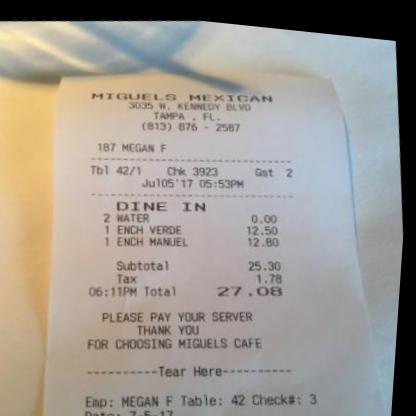 MIGUELS MEXICAN
3035 W. KENNEDY BLVD
TAMPA , FL.
(813) 876 - 2587
187 MEGAN F
Tbl 42/1 Chk 3923 Gst 2
Jul05'17 05:53PM
DINE IN
2 WATER 0.00
1 ENCH VERDE 12.50
1 ENCH MANUEL 12.80
Subtotal 25.30
Tax 1.78
06:11PM Total 27.08
PLEASE PAY YOUR SERVER
THANK YOU
FOR CHOOSING MIGUELS CAFE
----------Tear Here----------
Emp: MEGAN F Table: 42 Check#: 3
Date: 7-5-17